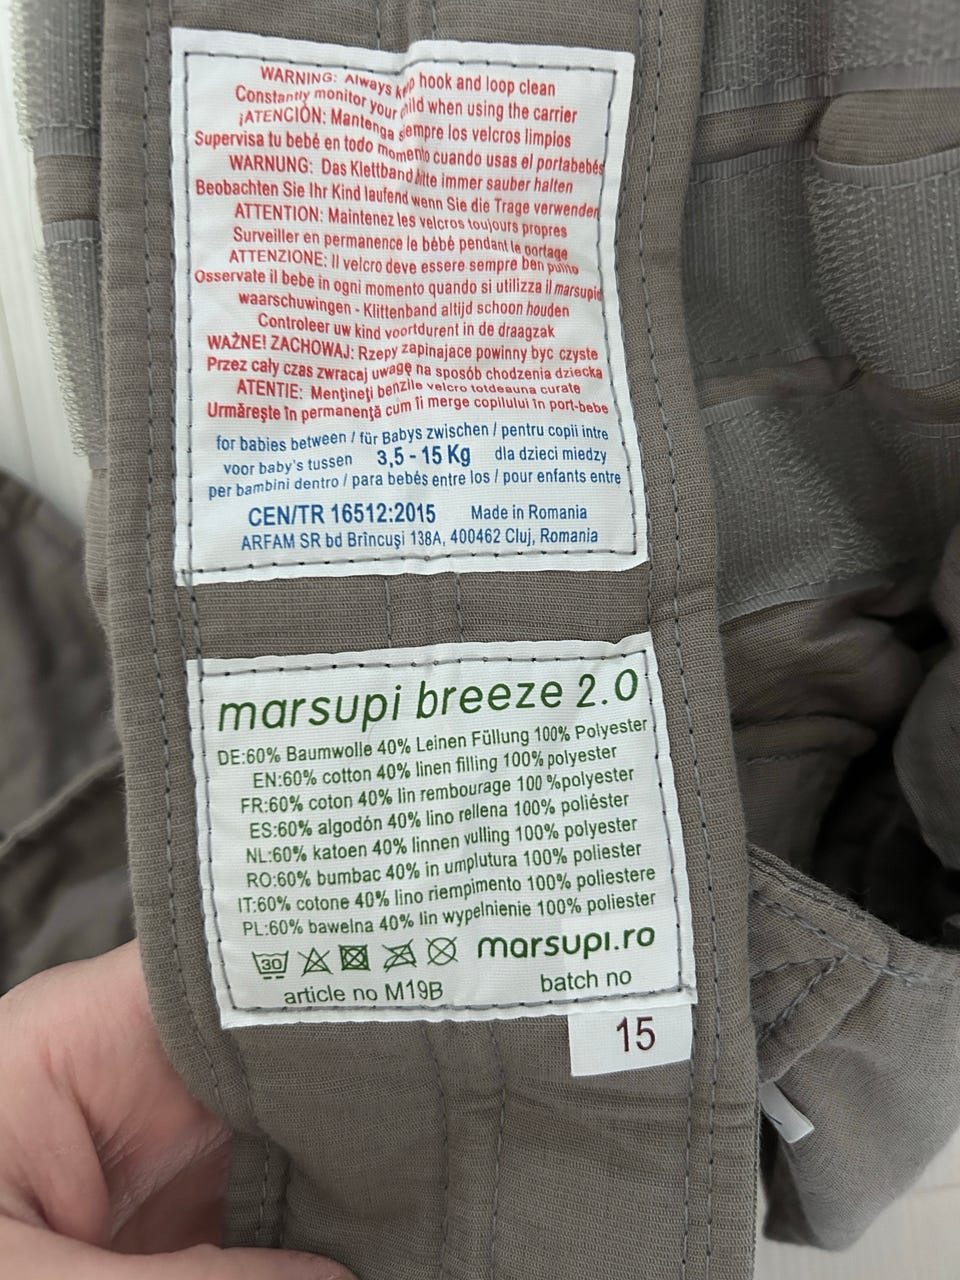 WARNING: Always keep hook and loop clean
Constantly monitor your child when using the carrier
¡ATENCIÓN: Mantenga siempre los velcros limpios
Supervisa tu bebé en todo momento cuando usas el portabebés
WARNUNG: Das Klettband bitte immer sauber halten
Beobachten Sie Ihr Kind laufend wenn Sie die Trage verwenden
ATTENTION: Maintenez les velcros toujours propres
Surveiller en permanence le bébé pendant le portage
ATTENZIONE: Il velcro deve essere sempre ben pulito
Osservate il bebe in ogni momento quando si utilizza il marsupio
waarschuwingen - Klittenband altijd schoon houden
Controleer uw kind voortdurent in de draagzak
WAŻNE! ZACHOWAJ: Rzepy zapinajace powinny byc czyste
Przez cały czas zwracaj uwagę na sposób chodzenia dziecka
ATENTIE: Mențineți benzile velcro totdeauna curate
Urmărește în permanență cum îi merge copilului în port-bebe
for babies between / für Babys zwischen / pentru copii intre
voor baby's tussen 3,5 - 15 Kg dla dzieci miedzy
per bambini dentro / para bebés entre los / pour enfants entre
CEN/TR 16512:2015 Made in Romania
ARFAM SR bd Brîncuși 138A, 400462 Cluj, Romania
marsupi breeze 2.0
DE:60% Baumwolle 40% Leinen Füllung 100% Polyester
EN:60% cotton 40% linen filling 100% polyester
FR:60% coton 40% lin rembourage 100 %polyester
ES:60% algodón 40% lino rellena 100% poliéster
NL:60% katoen 40% linnen vulling 100% polyester
RO:60% bumbac 40% in umplutura 100% poliester
IT:60% cotone 40% lino riempimento 100% poliestere
PL:60% bawelna 40% lin wypelnienie 100% poliester
30 marsupi.ro
article no M19B batch no
15